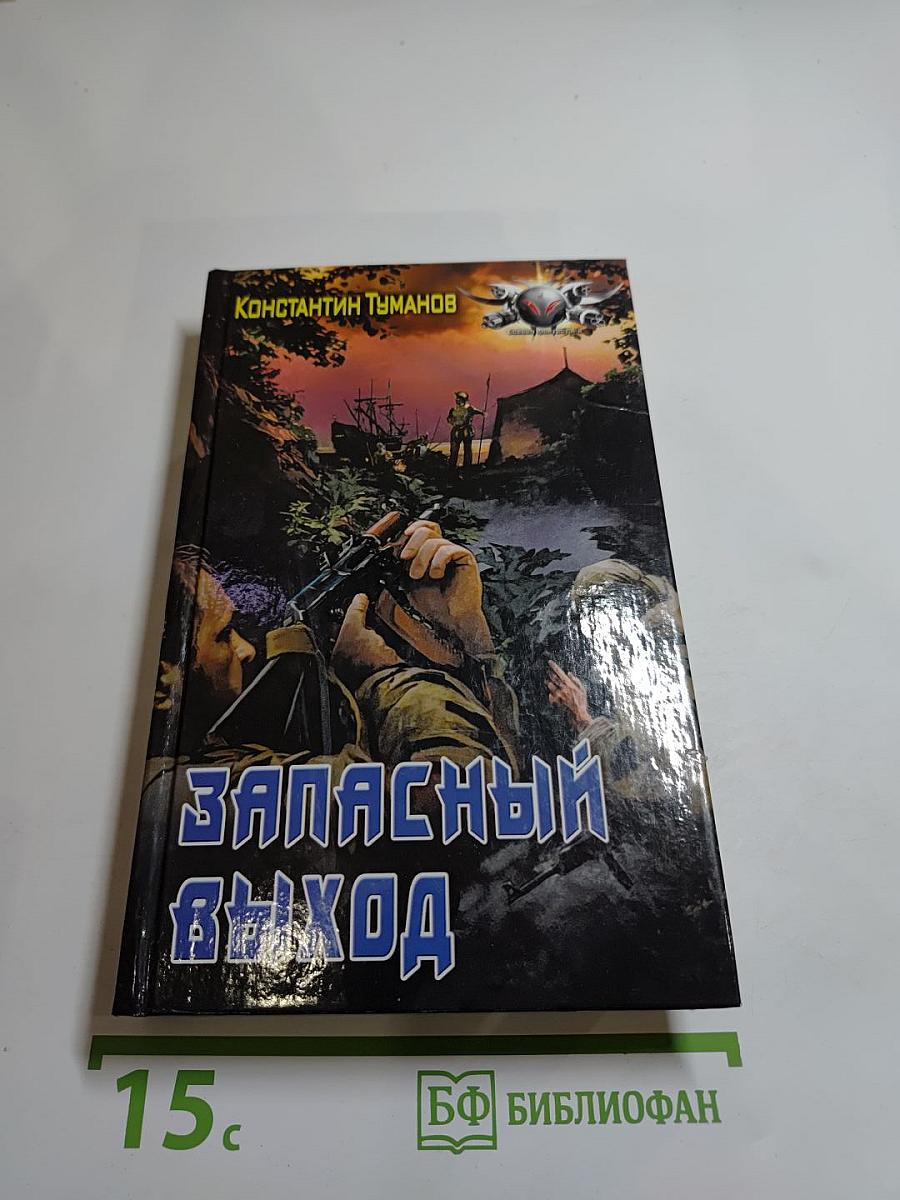 КОНСТАНТИН ТУМАНОВ
ЗАПАСНЫЙ
ВЫХОД
15с
БФ БИБЛИОФАН